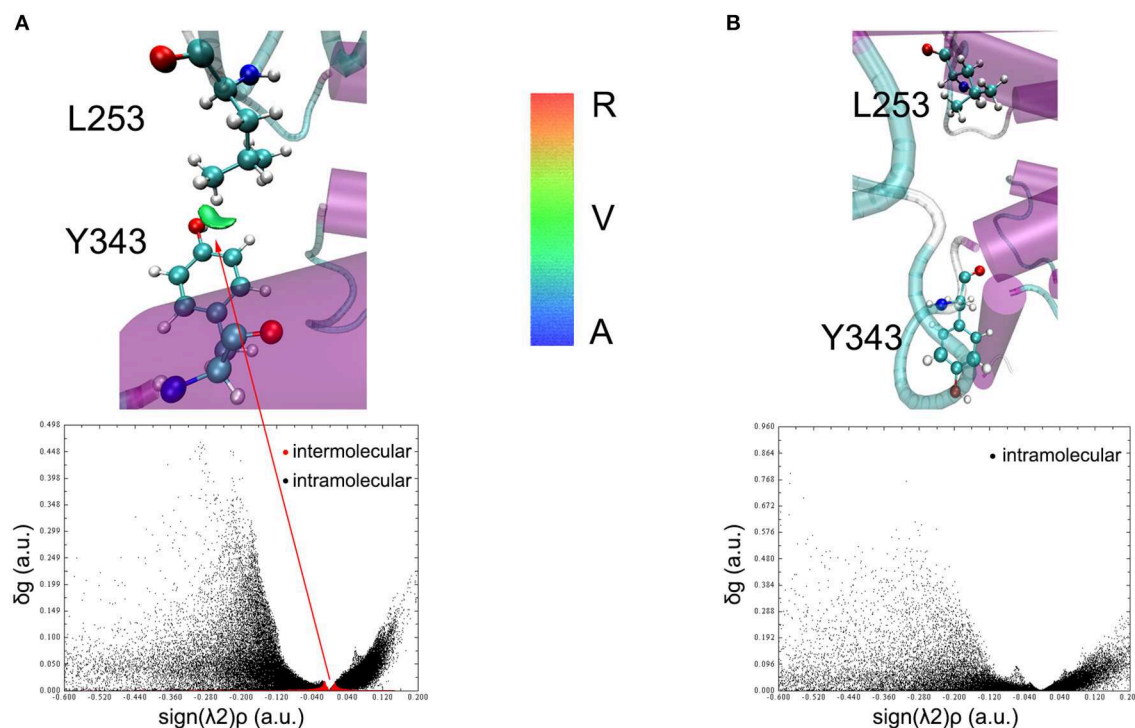 A
B
L253
Y343
R
V
A
L253
Y343
0.498
0.448
0.398
0.348
0.299
0.249
0.199
0.149
0.100
0.050
0.000
δg (a.u.)
• intermolecular
• intramolecular
-0.600 -0.520 -0.440 -0.360 -0.280 -0.200 -0.120 -0.040 0.040 0.120 0.200
sign(λ2)ρ (a.u.)
0.960
0.864
0.768
0.672
0.576
0.480
0.384
0.288
0.192
0.096
0.000
δg (a.u.)
• intramolecular
-0.600 -0.520 -0.440 -0.360 -0.280 -0.200 -0.120 -0.040 0.040 0.120 0.200
sign(λ2)ρ (a.u.)